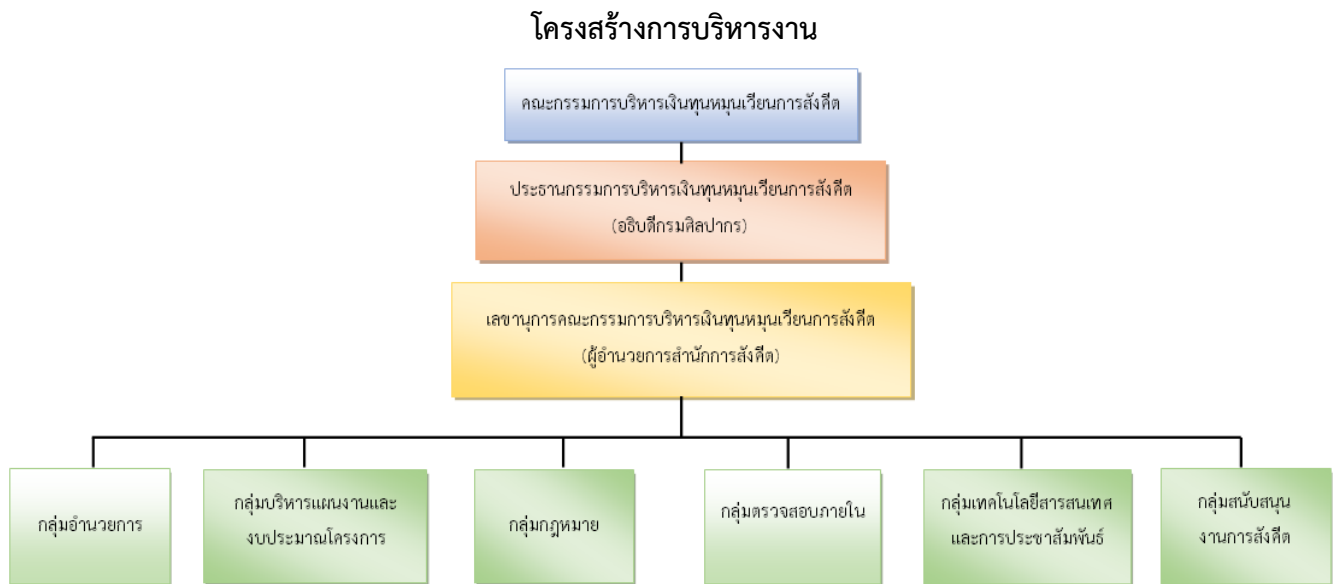 โครงสร้างการบริหารงาน
คณะกรรมการบริหารเงินทุนหมุนเวียนการสังคีต
ประธานกรรมการบริหารเงินทุนหมุนเวียนการสังคีต
(อธิบดีกรมศิลปากร)
เลขานุการคณะกรรมการบริหารเงินทุนหมุนเวียนการสังคีต
(ผู้อำนวยการสำนักการสังคีต)
กลุ่มอำนวยการ
กลุ่มบริหารแผนงานและ
งบประมาณโครงการ
กลุ่มกฎหมาย
กลุ่มตรวจสอบภายใน
กลุ่มเทคโนโลยีสารสนเทศ
และการประชาสัมพันธ์
กลุ่มสนับสนุน
งานการสังคีต